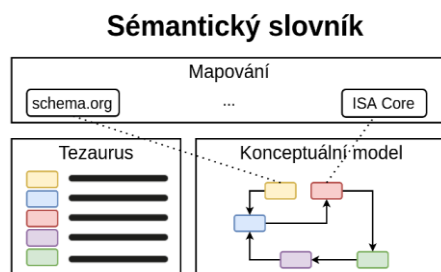 Sémantický slovník
Mapování
schema.org
...
ISA Core
Tezaurus
Konceptuální model